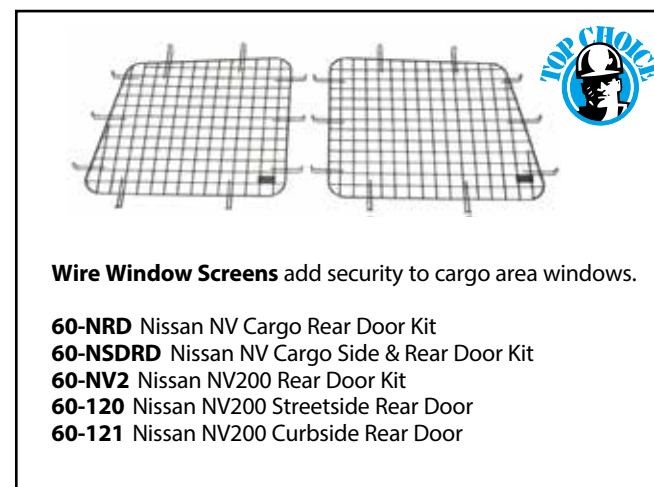 TOP CHOICE
Wire Window Screens add security to cargo area windows.
60-NRD Nissan NV Cargo Rear Door Kit
60-NSDRD Nissan NV Cargo Side & Rear Door Kit
60-NV2 Nissan NV200 Rear Door Kit
60-120 Nissan NV200 Streetside Rear Door
60-121 Nissan NV200 Curbside Rear Door